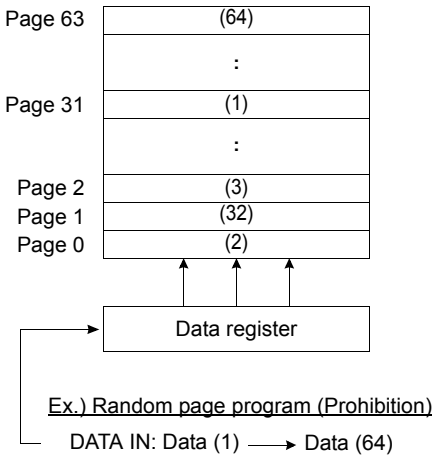 Page 63 (64)
:
Page 31 (1)
:
Page 2 (3)
Page 1 (32)
Page 0 (2)
Data register
Ex.) Random page program (Prohibition)
DATA IN: Data (1) → Data (64)